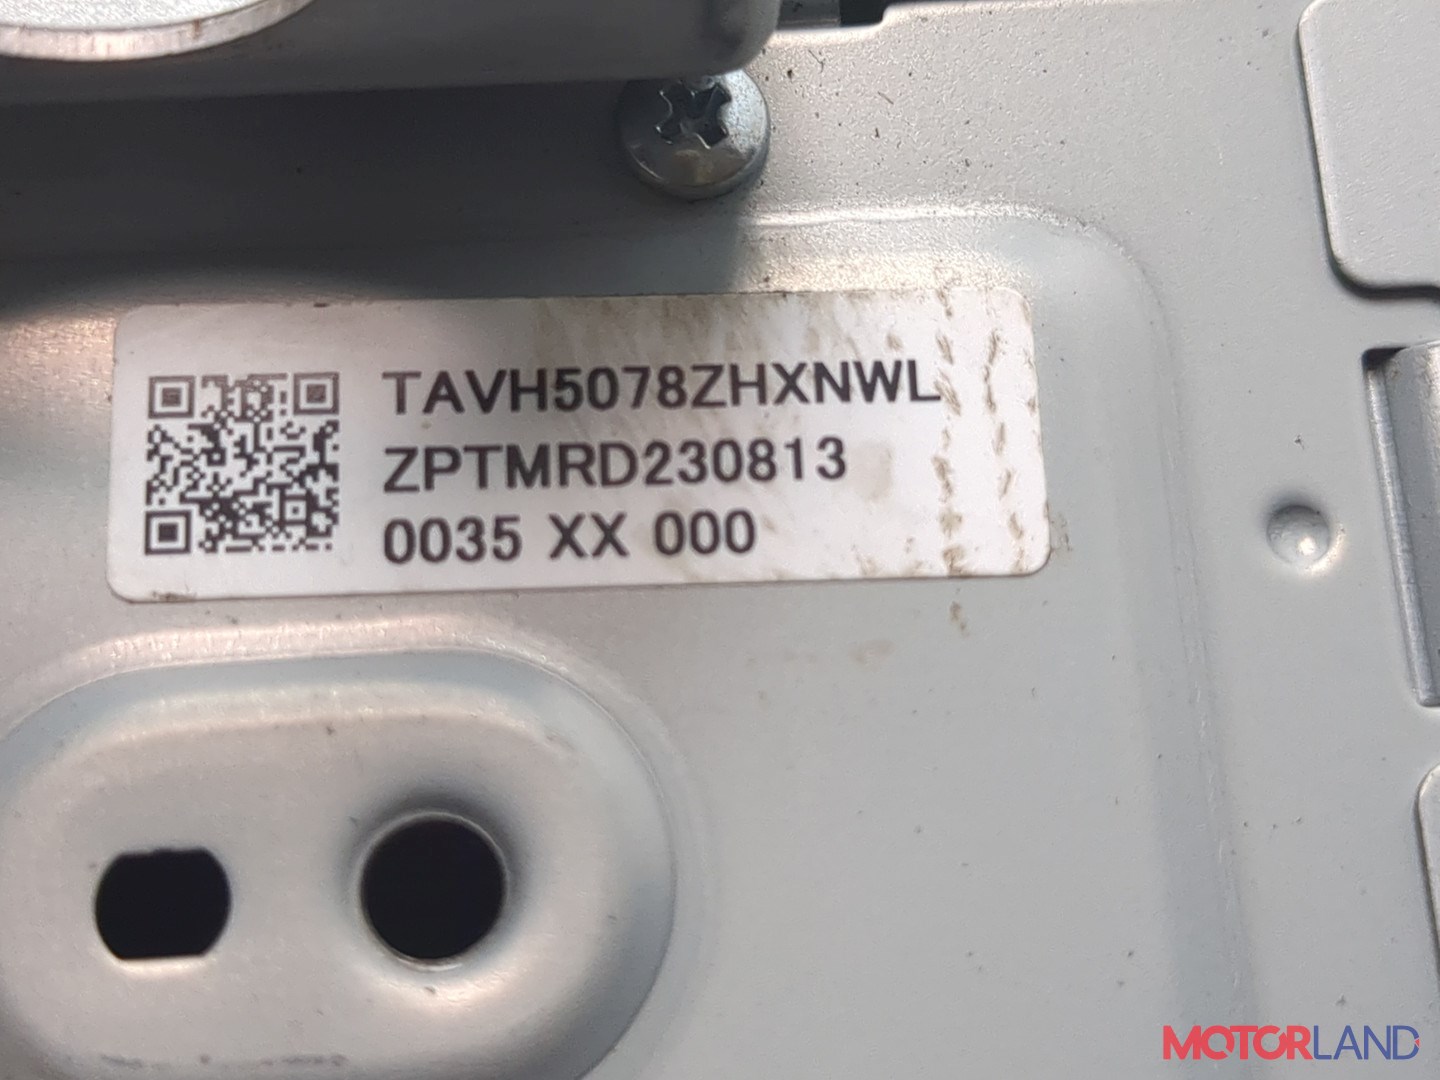 TAVH5078ZHXNWL
ZPTMRD230813
0035 XX 000
MOTORLAND